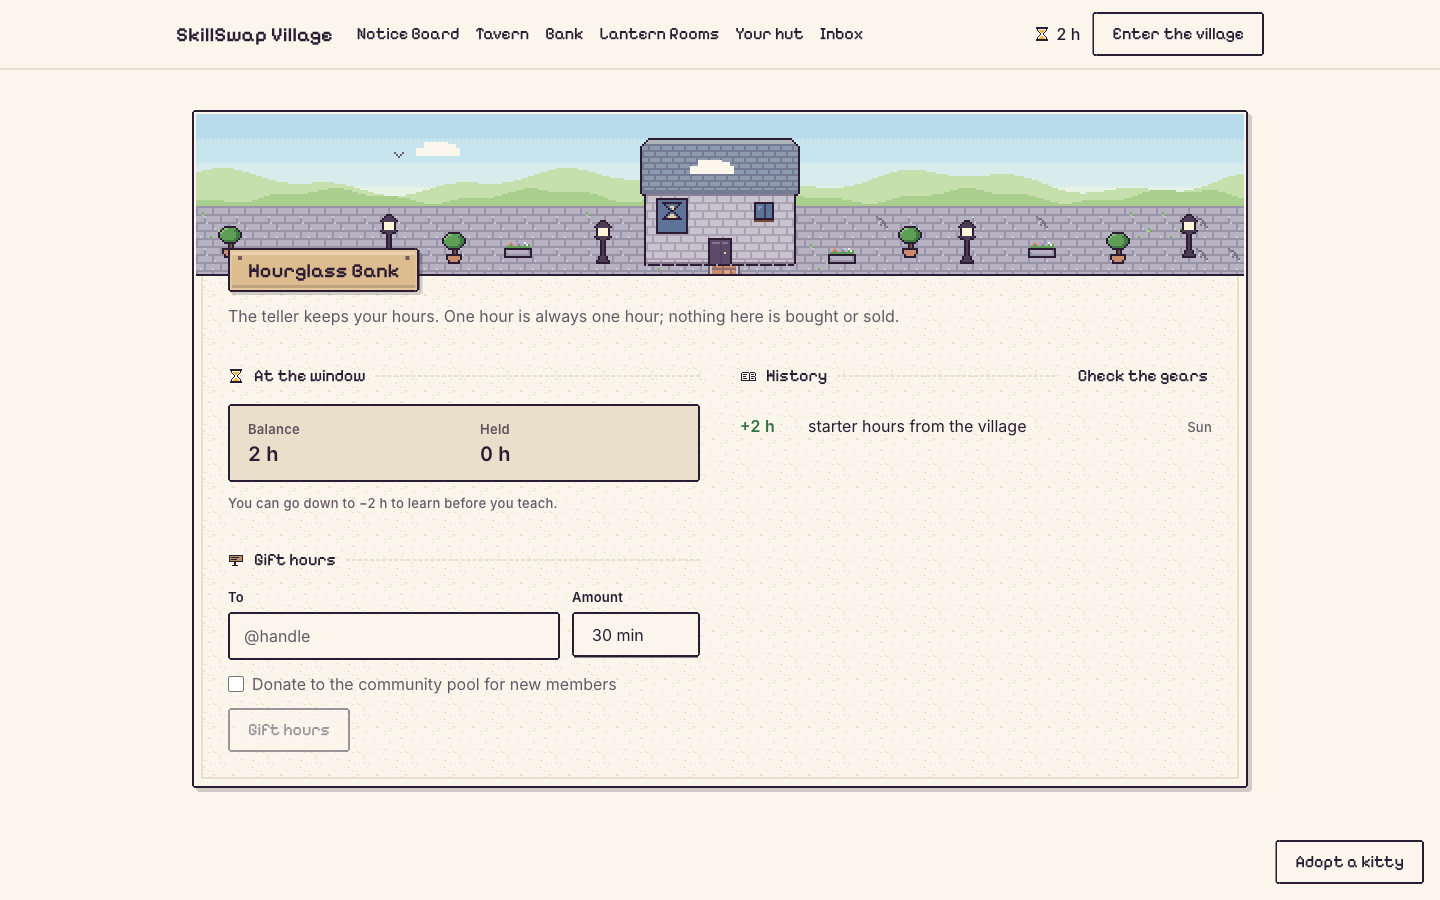 SkillSwap Village
Notice Board
Tavern
Bank
Lantern Rooms
Your hut
Inbox
2 h
Enter the village
Hourglass Bank
The teller keeps your hours. One hour is always one hour; nothing here is bought or sold.
At the window
Balance
Held
2 h
0 h
You can go down to −2 h to learn before you teach.
History
Check the gears
+2 h
starter hours from the village
Sun
Gift hours
To
Amount
@handle
30 min
Donate to the community pool for new members
Gift hours
Adopt a kitty